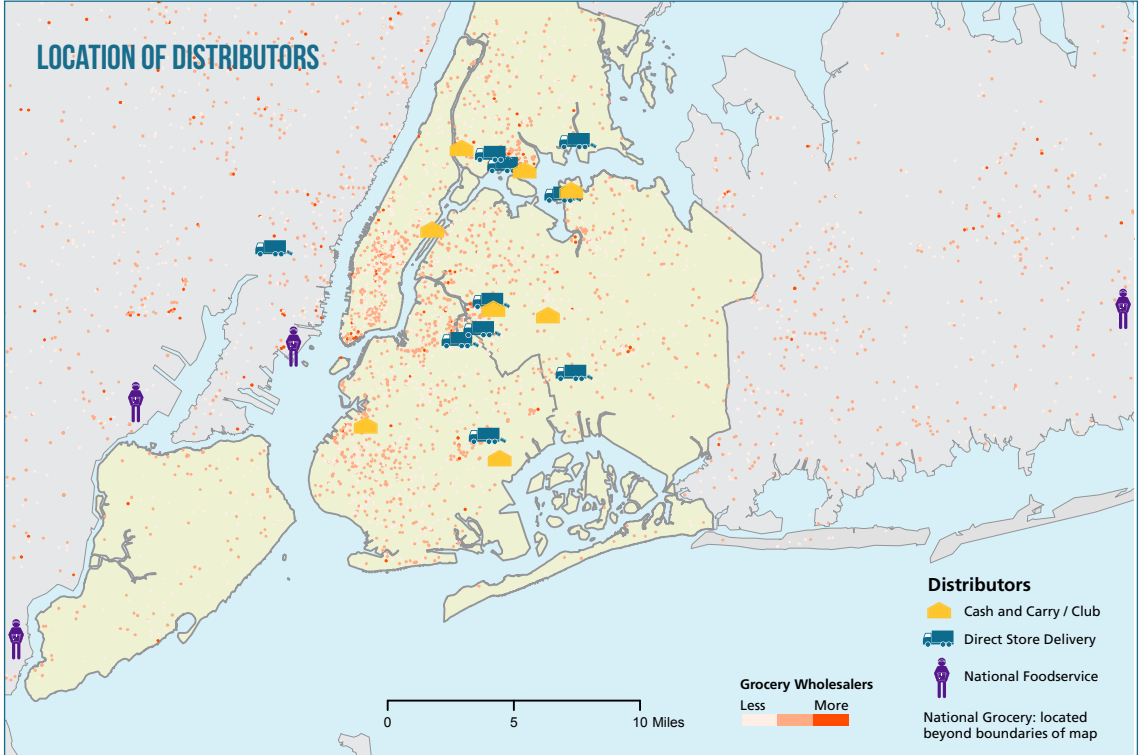 LOCATION OF DISTRIBUTORS
Distributors
Cash and Carry / Club
Direct Store Delivery
National Foodservice
National Grocery: located
beyond boundaries of map
Grocery Wholesalers
Less More
0 5 10 Miles